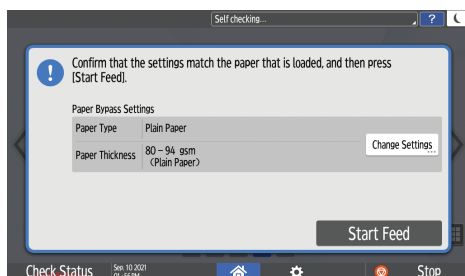 Self checking...
?
Confirm that the settings match the paper that is loaded, and then press
[Start Feed].
Paper Bypass Settings
Paper Type Plain Paper
Paper Thickness 80 – 94 gsm
(Plain Paper)
Change Settings
Start Feed
Check Status
Sep. 10 2021
Stop